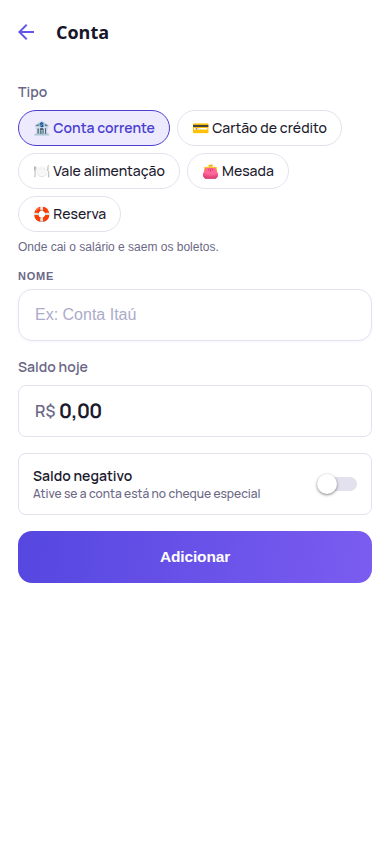 Conta
Tipo
🏦 Conta corrente
💳 Cartão de crédito
🍽️ Vale alimentação
👛 Mesada
🛟 Reserva
Onde cai o salário e saem os boletos.
NOME
Ex: Conta Itaú
Saldo hoje
R$ 0,00
Saldo negativo
Ative se a conta está no cheque especial
Adicionar